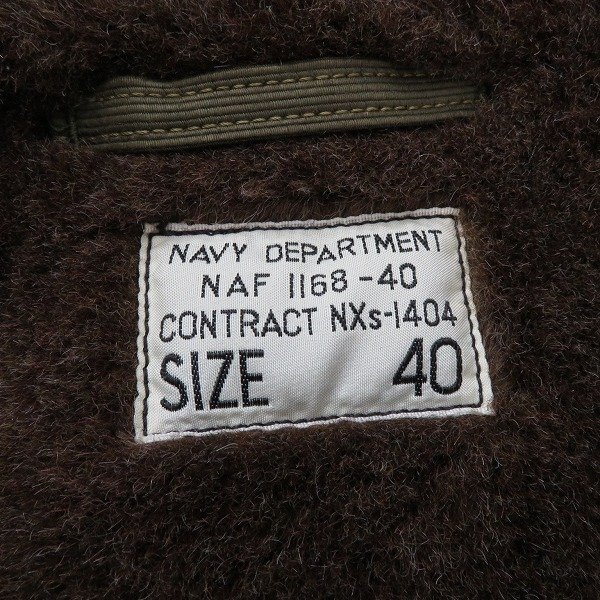 NAVY DEPARTMENT
NAF 1168-40
CONTRACT NXs-1404
SIZE 40